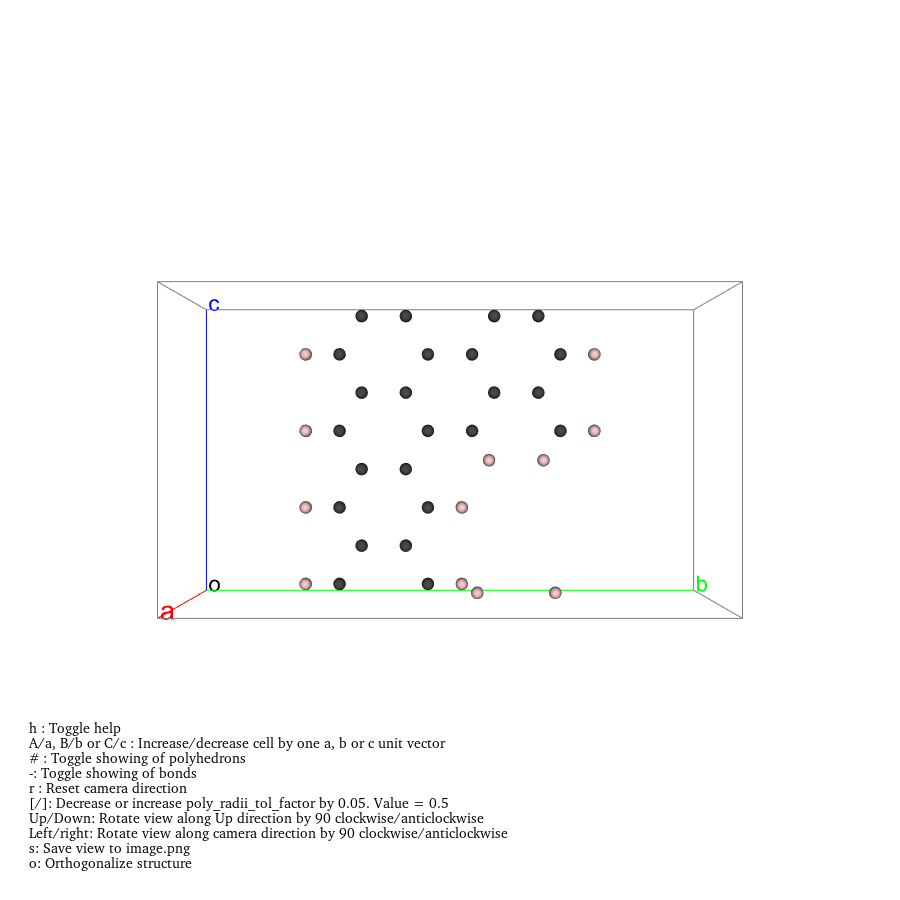 c
o
b
a
h : Toggle help
A/a, B/b or C/c : Increase/decrease cell by one a, b or c unit vector
# : Toggle showing of polyhedrons
-: Toggle showing of bonds
r : Reset camera direction
[/]: Decrease or increase poly_radii_tol_factor by 0.05. Value = 0.5
Up/Down: Rotate view along Up direction by 90 clockwise/anticlockwise
Left/right: Rotate view along camera direction by 90 clockwise/anticlockwise
s: Save view to image.png
o: Orthogonalize structure